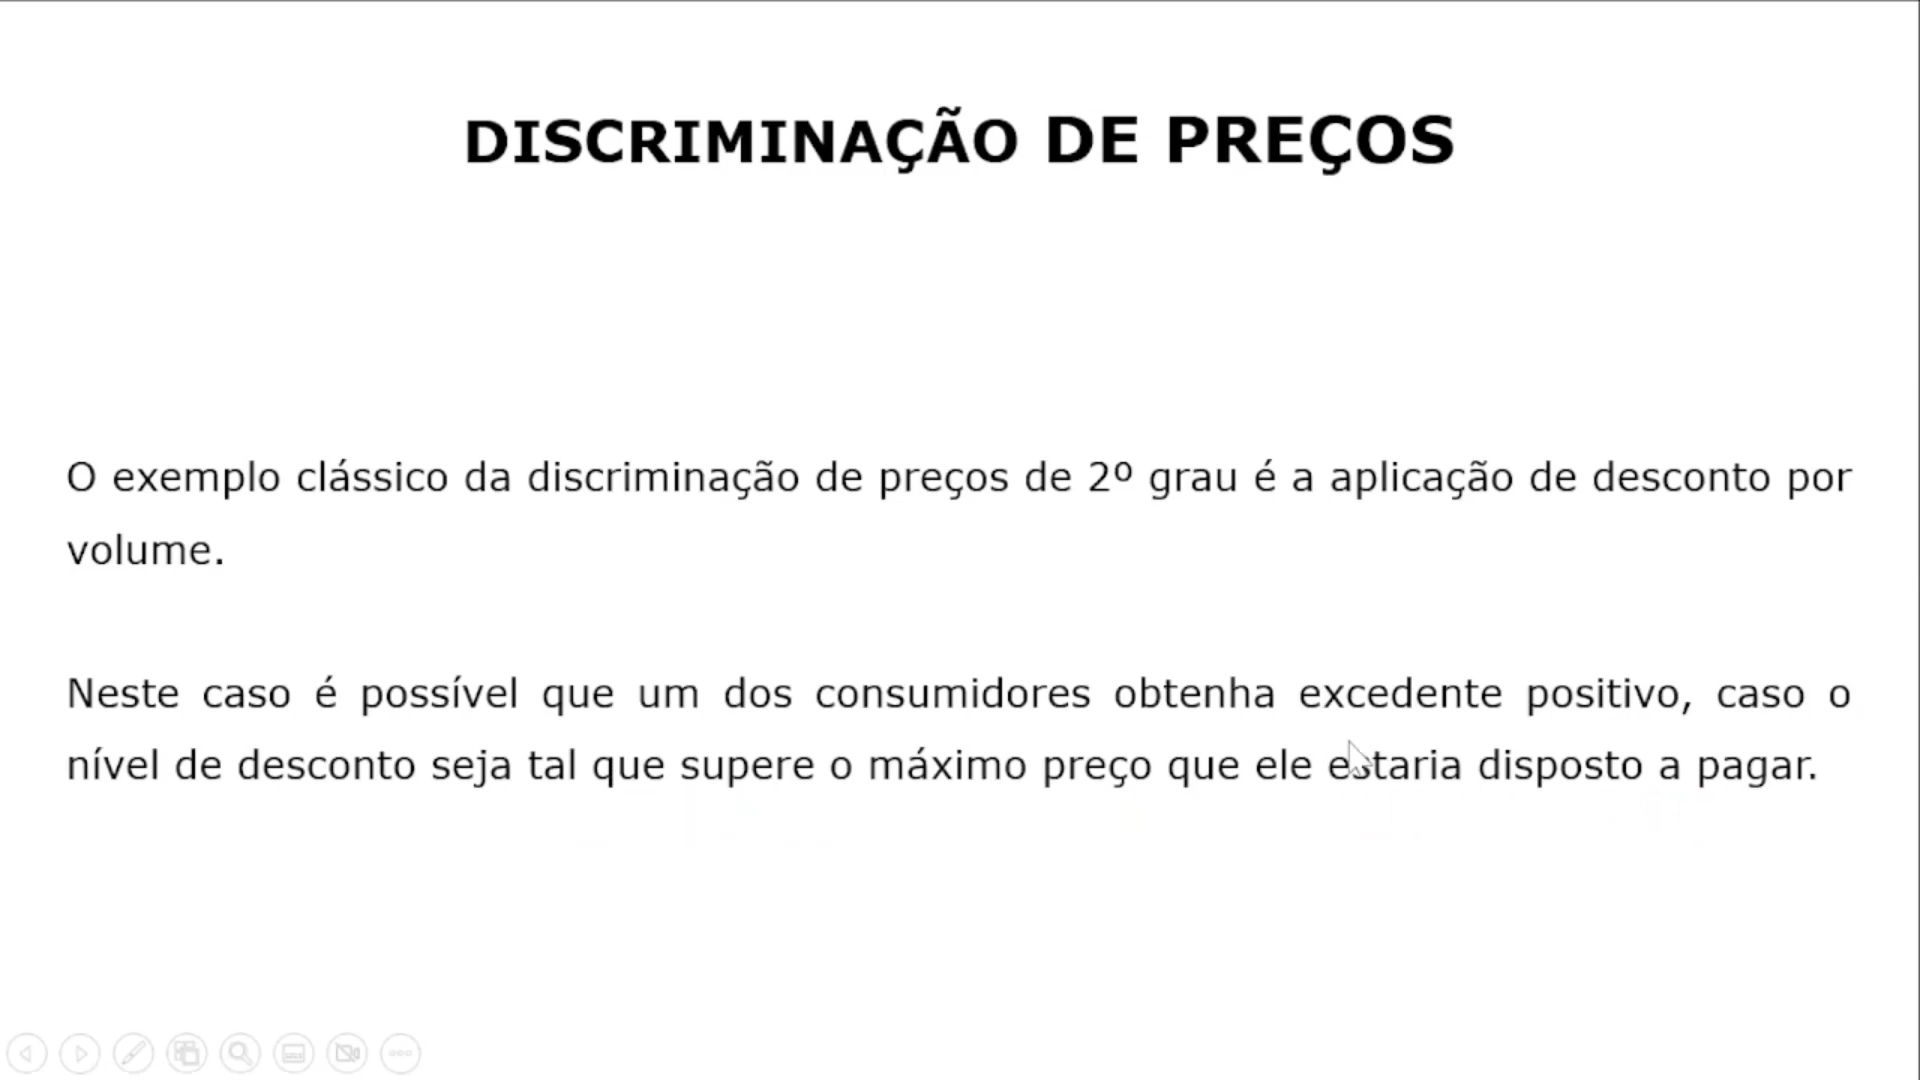 DISCRIMINAÇÃO DE PREÇOS
O exemplo clássico da discriminação de preços de 2º grau é a aplicação de desconto por
volume.
Neste caso é possível que um dos consumidores obtenha excedente positivo, caso o
nível de desconto seja tal que supere o máximo preço que ele estaria disposto a pagar.